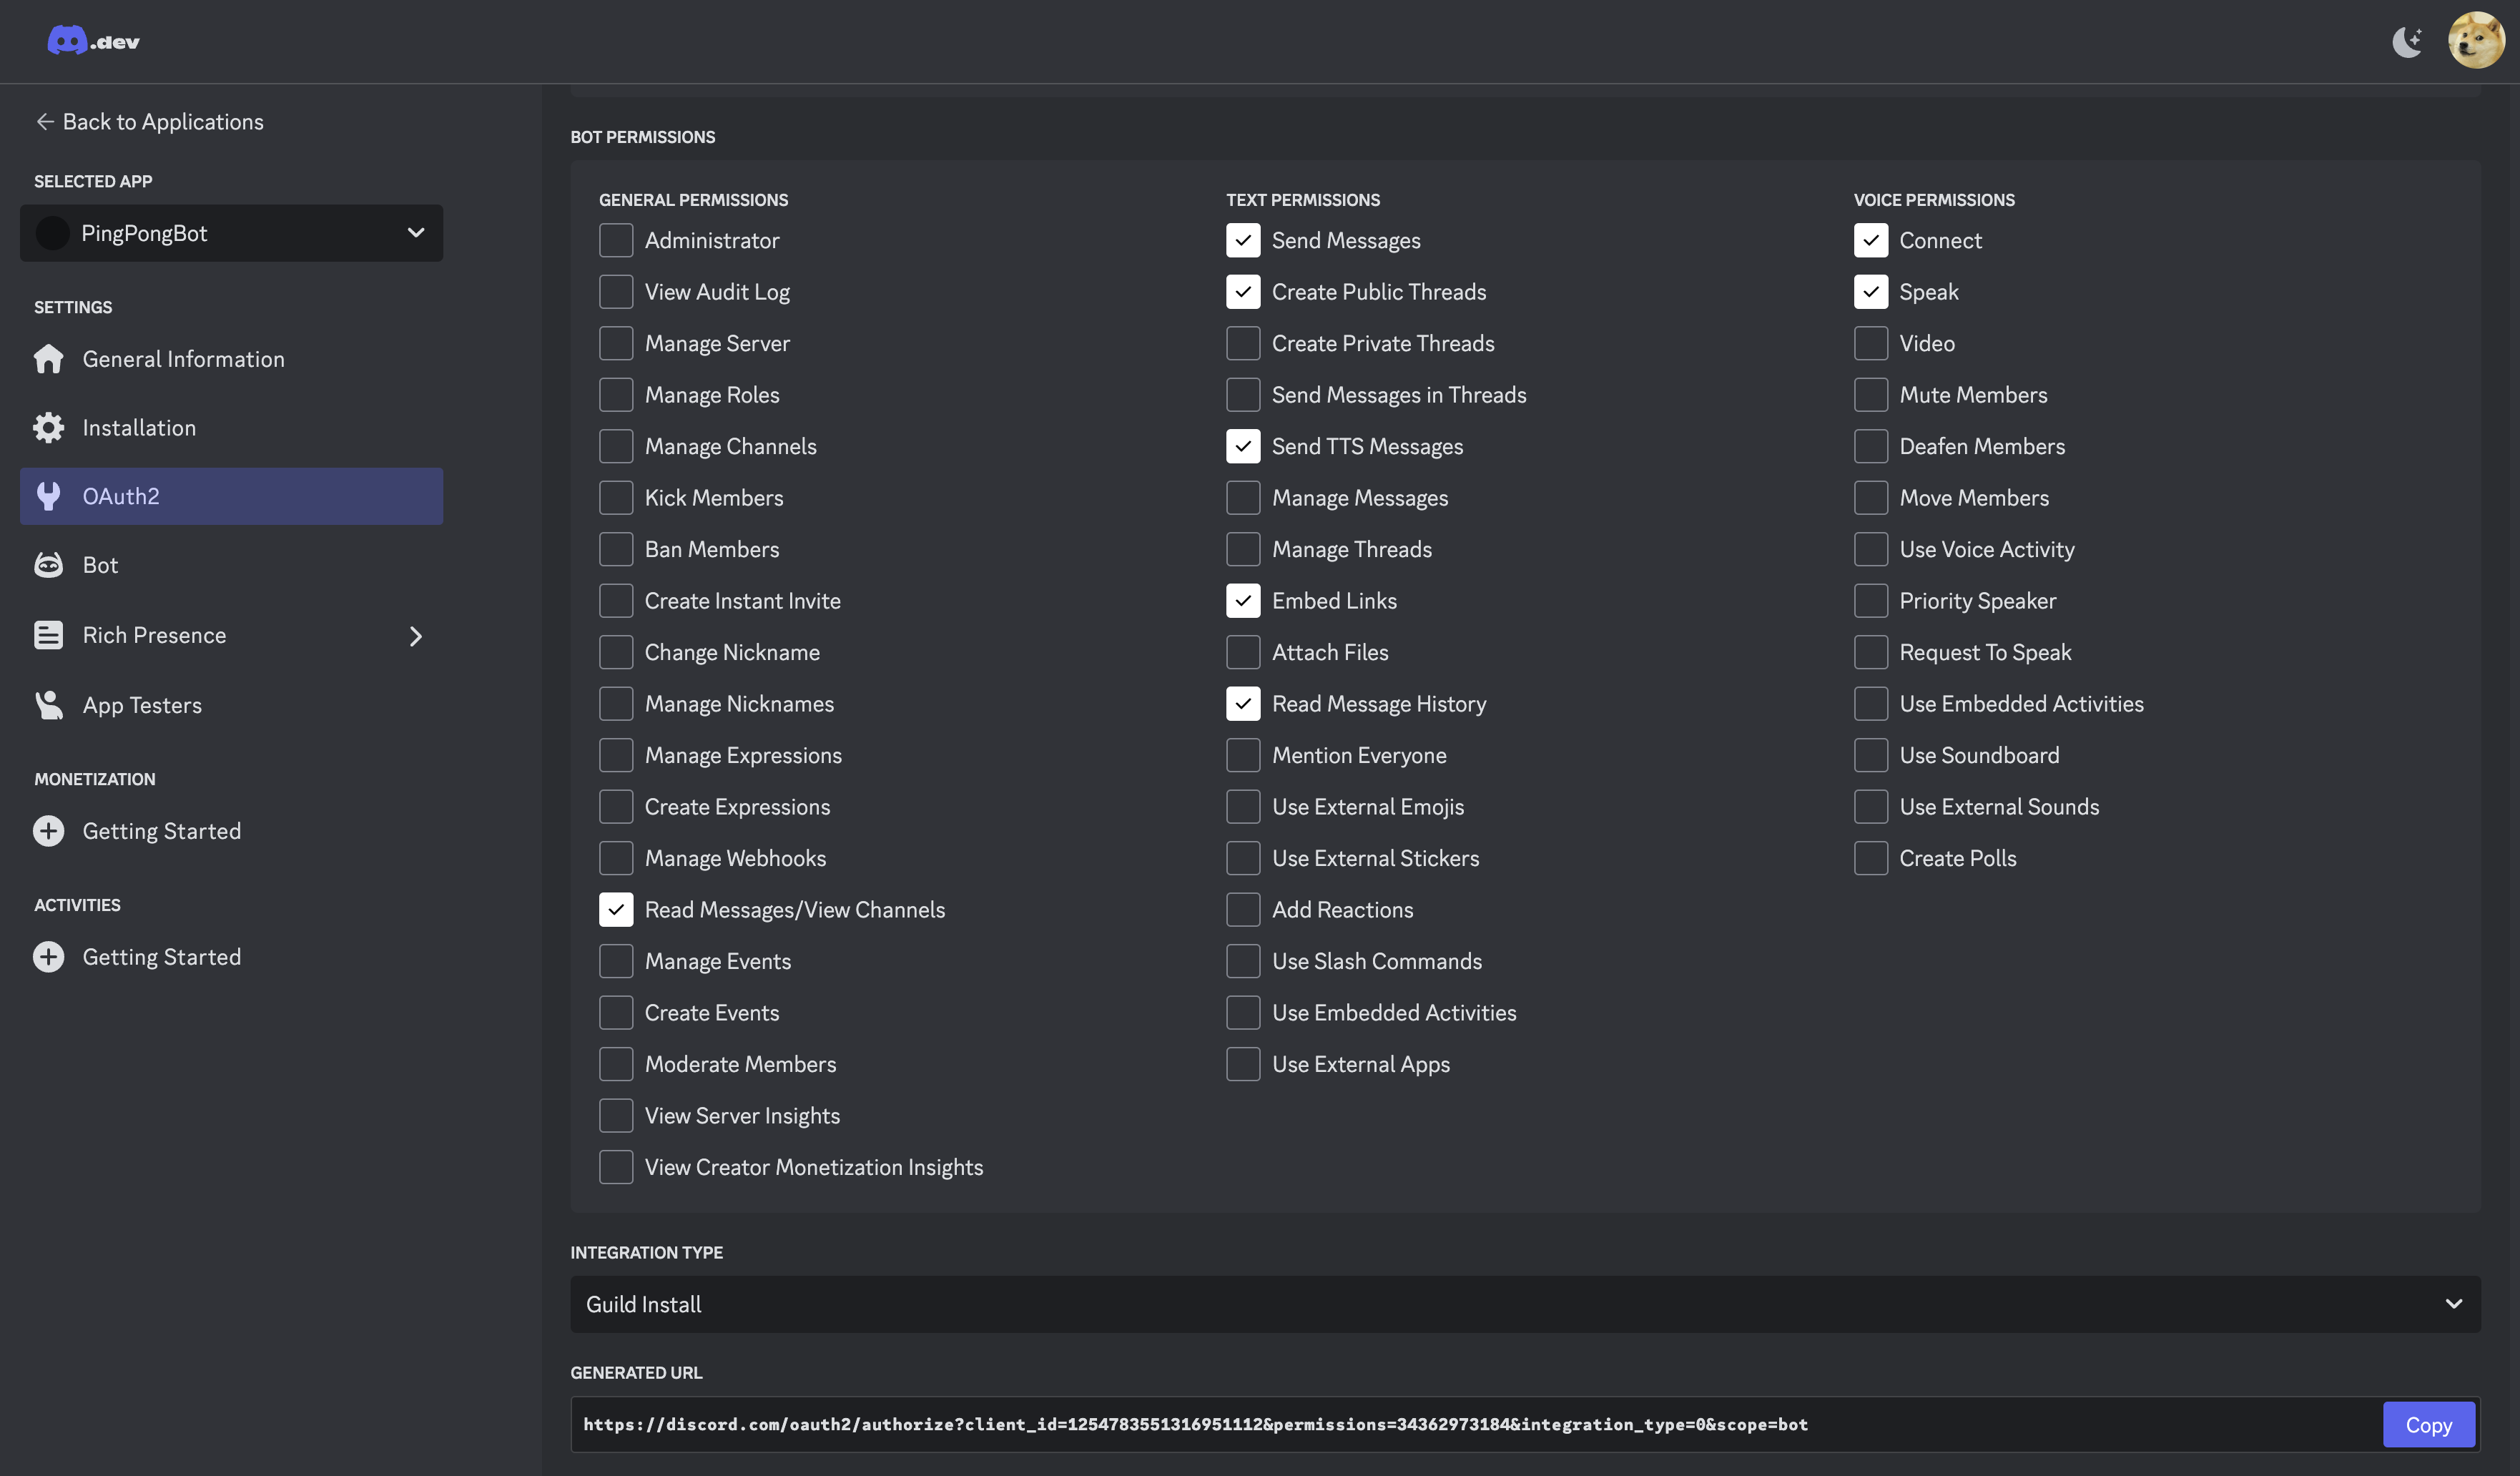 .dev
Back to Applications
SELECTED APP
PingPongBot
SETTINGS
General Information
Installation
OAuth2
Bot
Rich Presence
App Testers
MONETIZATION
Getting Started
ACTIVITIES
Getting Started
BOT PERMISSIONS
GENERAL PERMISSIONS
Administrator
View Audit Log
Manage Server
Manage Roles
Manage Channels
Kick Members
Ban Members
Create Instant Invite
Change Nickname
Manage Nicknames
Manage Expressions
Create Expressions
Manage Webhooks
Read Messages/View Channels
Manage Events
Create Events
Moderate Members
View Server Insights
View Creator Monetization Insights
TEXT PERMISSIONS
Send Messages
Create Public Threads
Create Private Threads
Send Messages in Threads
Send TTS Messages
Manage Messages
Manage Threads
Embed Links
Attach Files
Read Message History
Mention Everyone
Use External Emojis
Use External Stickers
Add Reactions
Use Slash Commands
Use Embedded Activities
Use External Apps
VOICE PERMISSIONS
Connect
Speak
Video
Mute Members
Deafen Members
Move Members
Use Voice Activity
Priority Speaker
Request To Speak
Use Embedded Activities
Use Soundboard
Use External Sounds
Create Polls
INTEGRATION TYPE
Guild Install
GENERATED URL
https://discord.com/oauth2/authorize?client_id=1254783551316951112&permissions=34362973184&integration_type=0&scope=bot
Copy